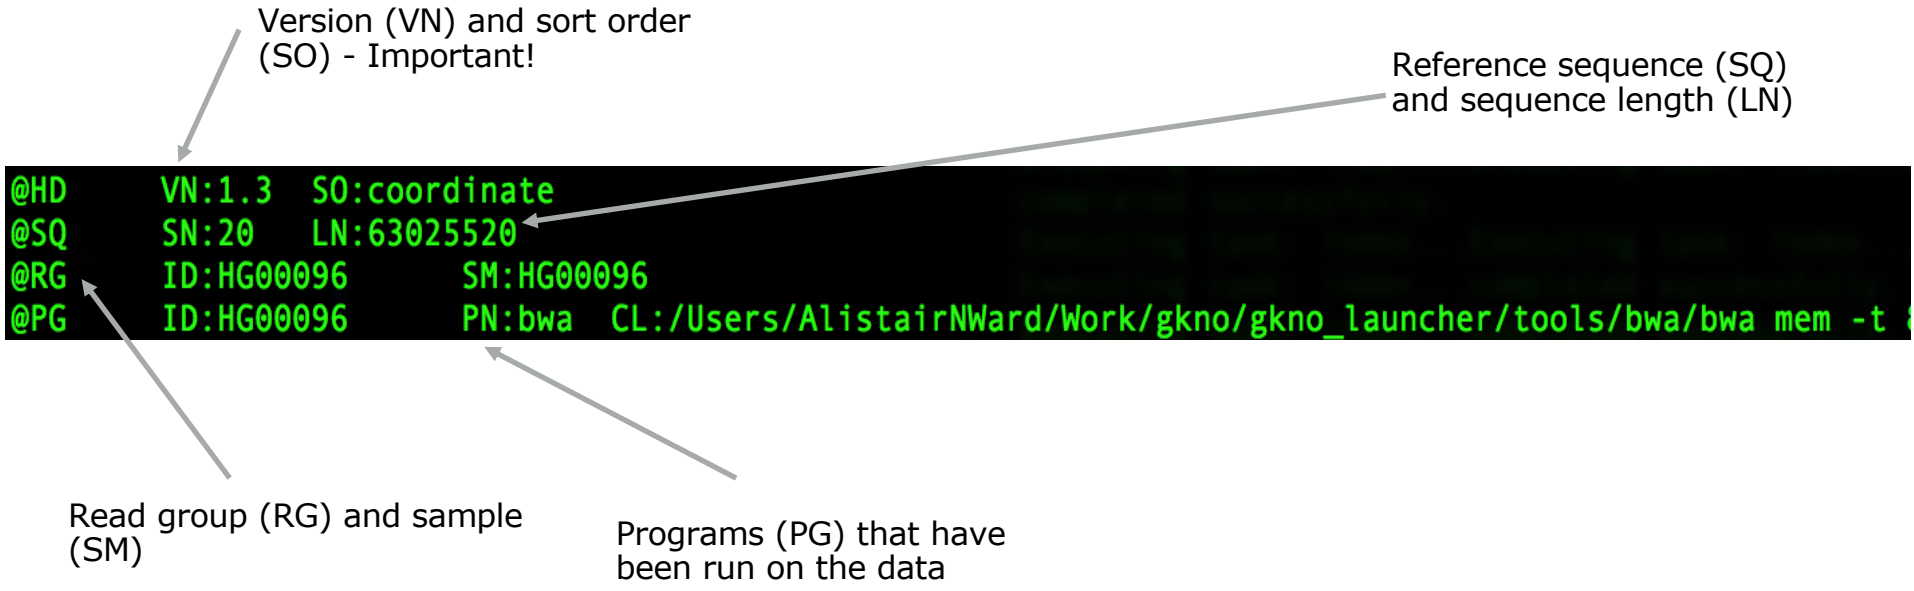 Version (VN) and sort order
(SO) - Important!
Reference sequence (SQ)
and sequence length (LN)
@HD VN:1.3 SO:coordinate
@SQ SN:20 LN:63025520
@RG ID:HG00096 SM:HG00096
@PG ID:HG00096 PN:bwa CL:/Users/AlistairNWard/Work/gkno/gkno_launcher/tools/bwa/bwa mem -t
Read group (RG) and sample
(SM)
Programs (PG) that have
been run on the data